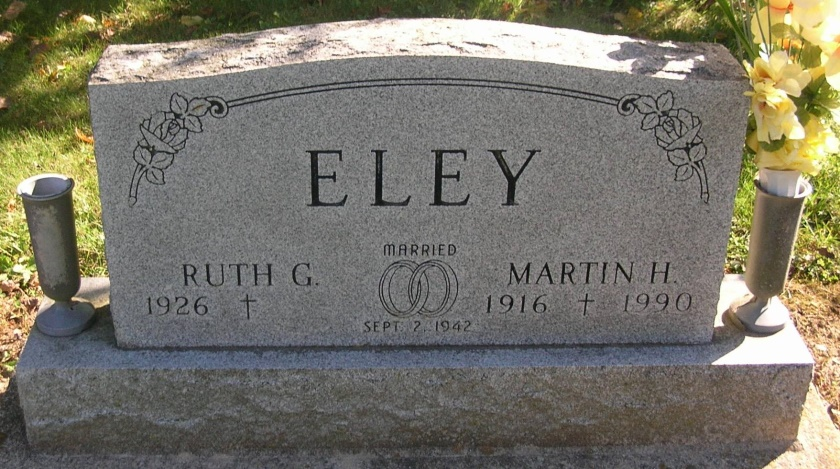 ELEY
MARRIED
RUTH G. MARTIN H.
1926 † 1916 † 1990
SEPT. 2, 1942